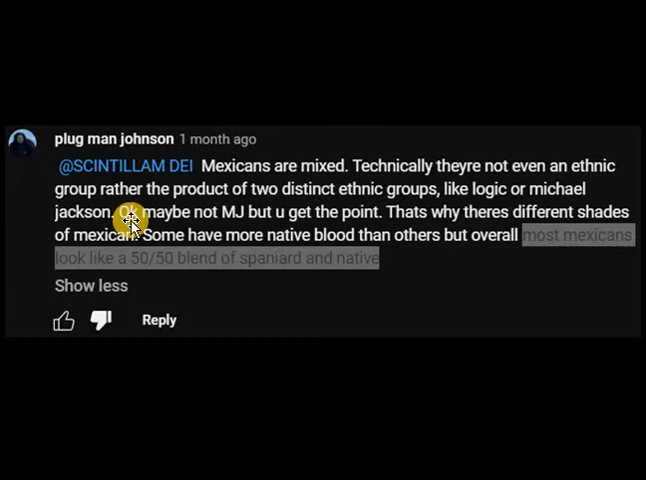 plug man johnson 1 month ago
@SCINTILLAM DEI Mexicans are mixed. Technically theyre not even an ethnic
group rather the product of two distinct ethnic groups, like logic or michael
jackson. Ok maybe not MJ but u get the point. Thats why theres different shades
of mexican. Some have more native blood than others but overall most mexicans
look like a 50/50 blend of spaniard and native
Show less
Reply